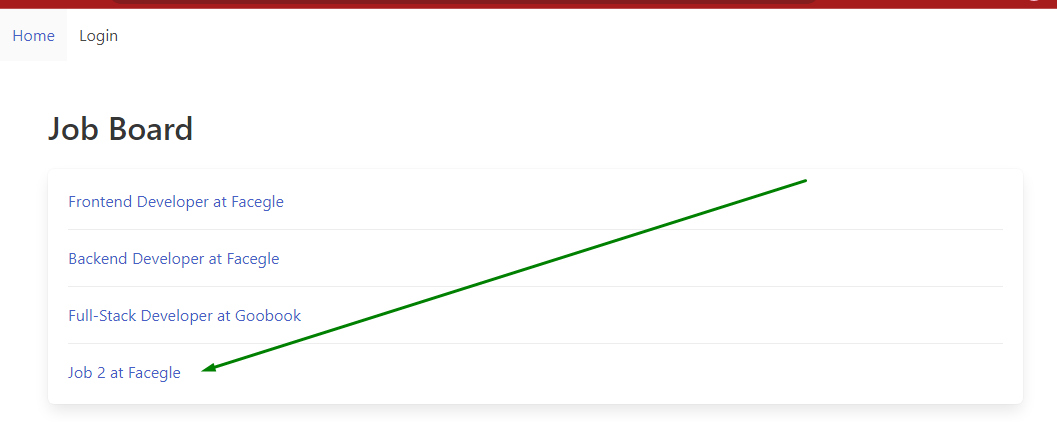 Home Login
Job Board
Frontend Developer at Facegle
Backend Developer at Facegle
Full-Stack Developer at Goobook
Job 2 at Facegle